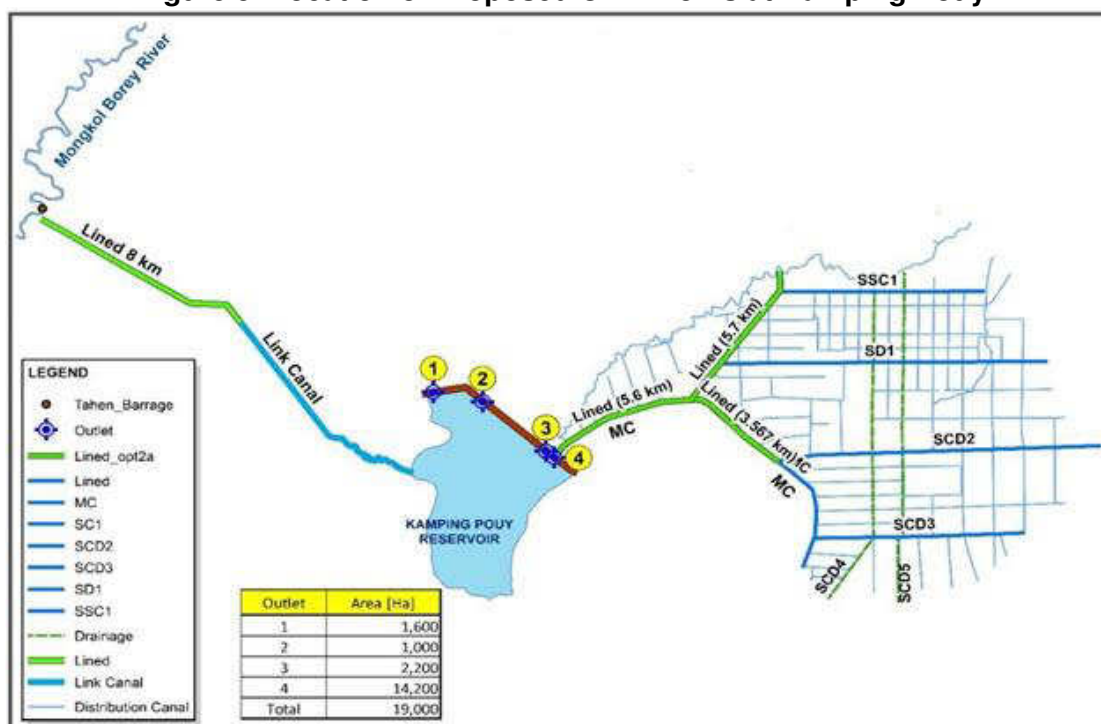 Mongkol Borey River
Lined 8 km
Link Canal
1
2
3
4
KAMPING POUY
RESERVOIR
Lined (5.6 km)
MC
Lined (5.7 km)
Lined (3.567 km)
MC
SSC1
SD1
SCD2
SCD3
SCD4
SCD5
LEGEND
Tahen_Barrage
Outlet
Lined_opt2a
Lined
MC
SC1
SCD2
SCD3
SD1
SSC1
Drainage
Lined
Link Canal
Distribution Canal
Outlet Area [Ha]
1 1,600
2 1,000
3 2,200
4 14,200
Total 19,000